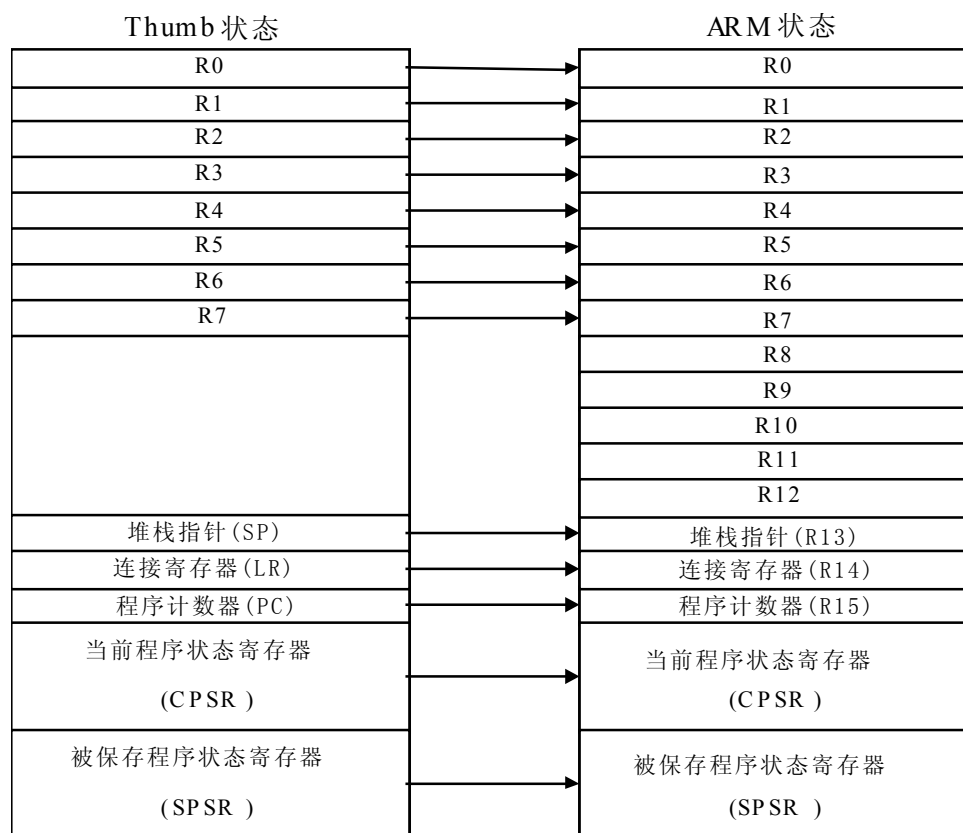 Thumb状态
R0
R1
R2
R3
R4
R5
R6
R7
堆栈指针(SP)
连接寄存器(LR)
程序计数器(PC)
当前程序状态寄存器
(CPSR )
被保存程序状态寄存器
(SPSR )
ARM状态
R0
R1
R2
R3
R4
R5
R6
R7
R8
R9
R10
R11
R12
堆栈指针(R13)
连接寄存器(R14)
程序计数器(R15)
当前程序状态寄存器
(CPSR )
被保存程序状态寄存器
(SPSR )